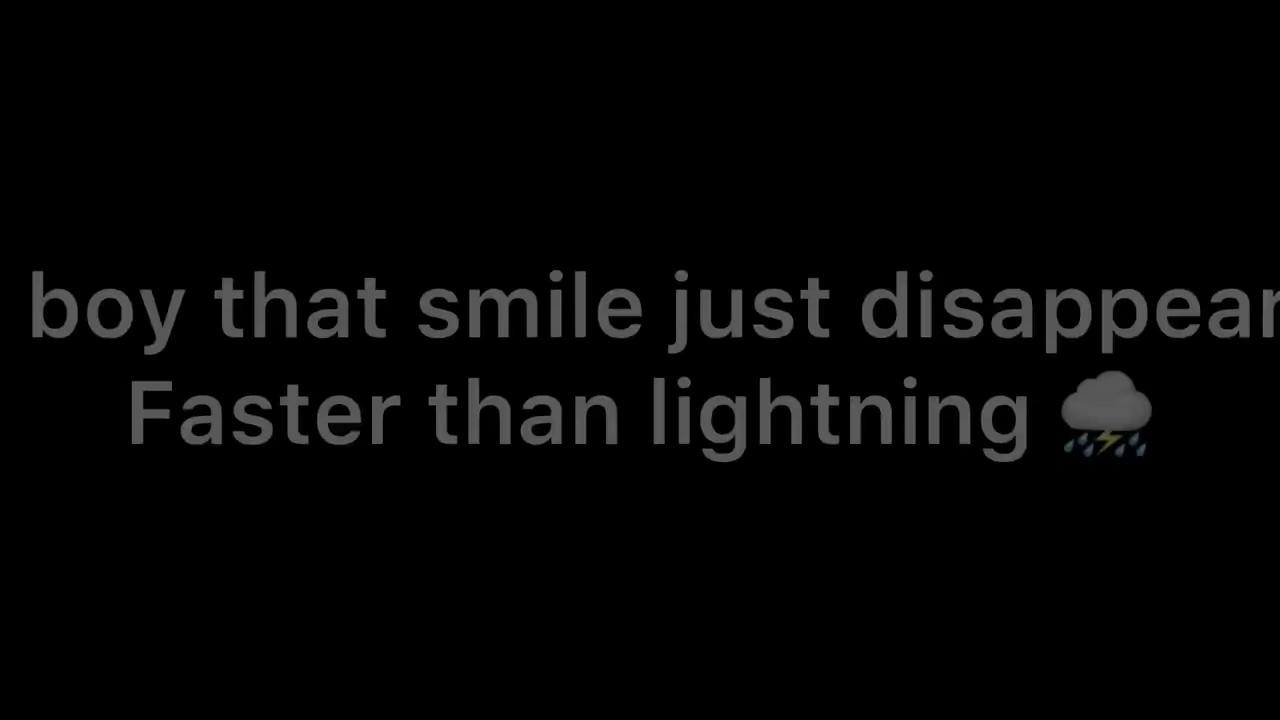 boy that smile just disappear
Faster than lightning ⛈️